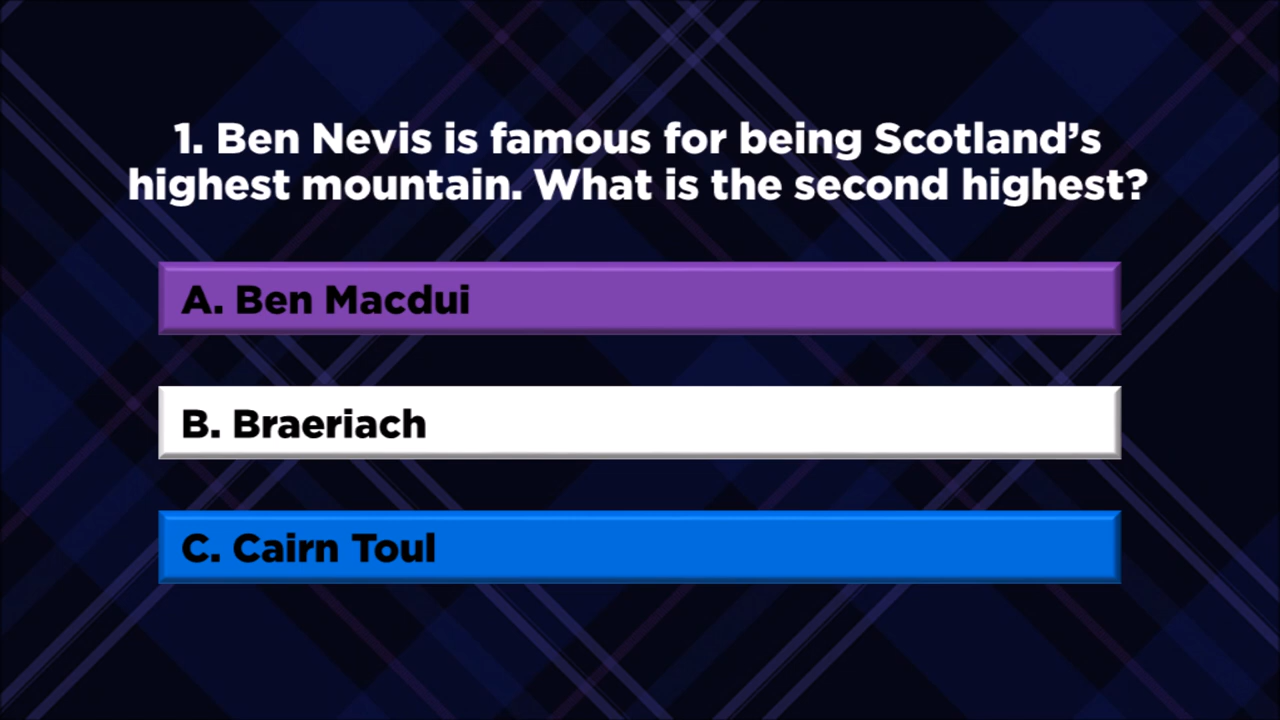 1. Ben Nevis is famous for being Scotland’s
highest mountain. What is the second highest?
A. Ben Macdui
B. Braeriach
C. Cairn Toul